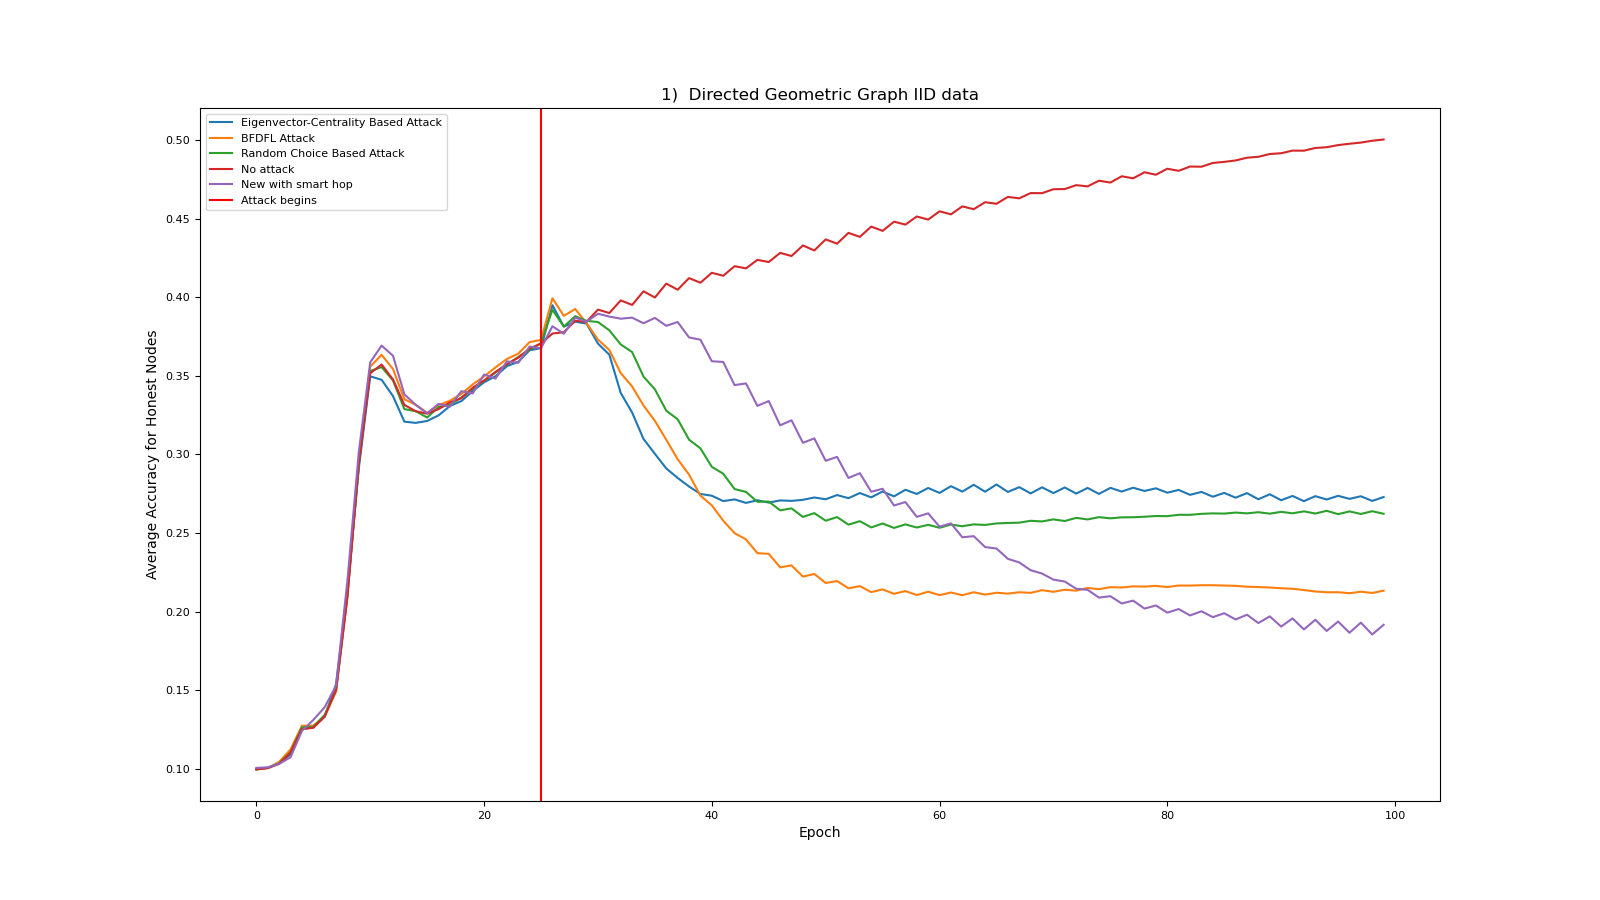 1)  Directed Geometric Graph IID data
Eigenvector-Centrality Based Attack
BFDFL Attack
Random Choice Based Attack
No attack
New with smart hop
Attack begins
0.50
0.45
0.40
0.35
0.30
0.25
0.20
0.15
0.10
Average Accuracy for Honest Nodes
0 20 40 60 80 100
Epoch